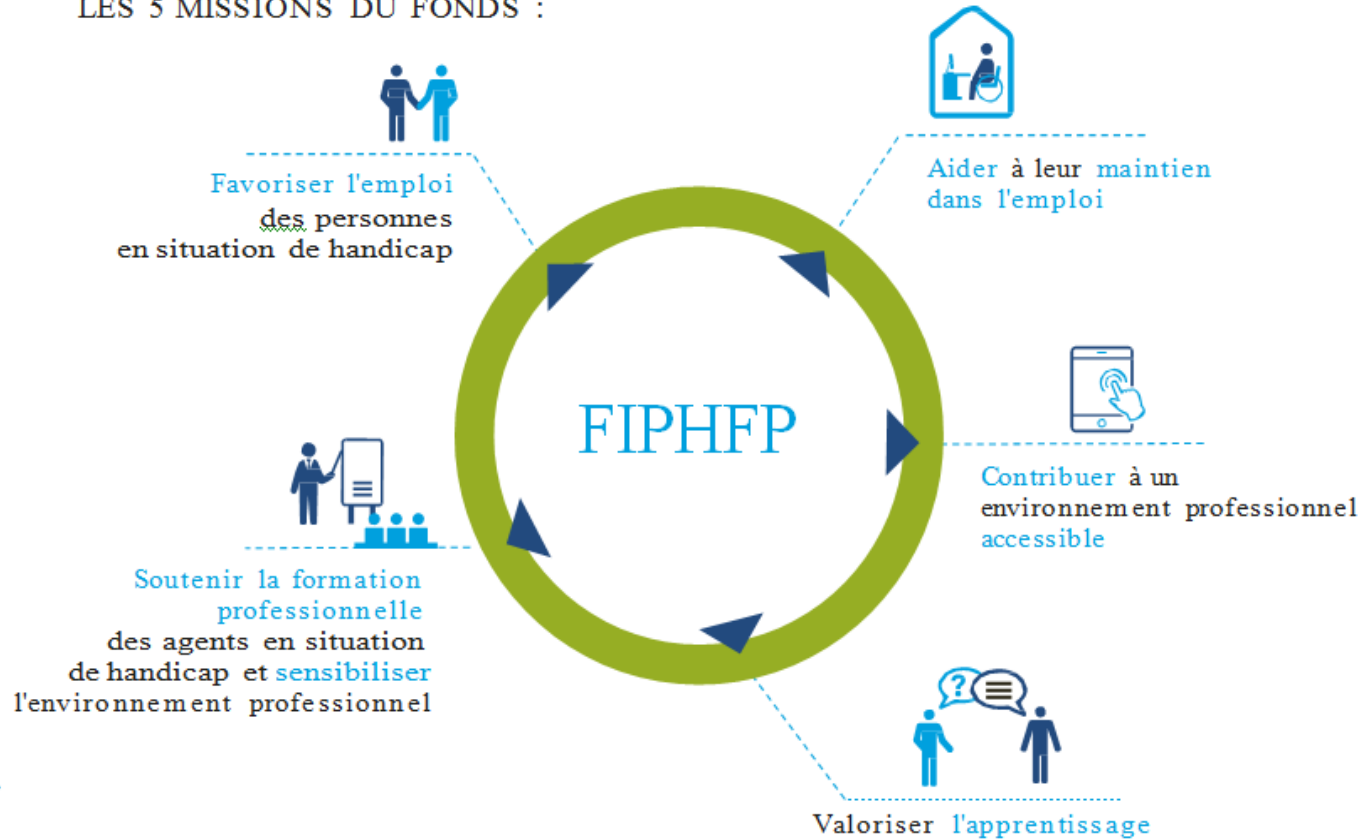 LES 5 MISSIONS DU FONDS :
Favoriser l'emploi
des personnes
en situation de handicap
Aider à leur maintien
dans l'emploi
FIPHFP
Contribuer à un
environnement professionnel
accessible
Soutenir la formation
professionnelle
des agents en situation
de handicap et sensibiliser
l'environnement professionnel
?
Valoriser l'apprentissage